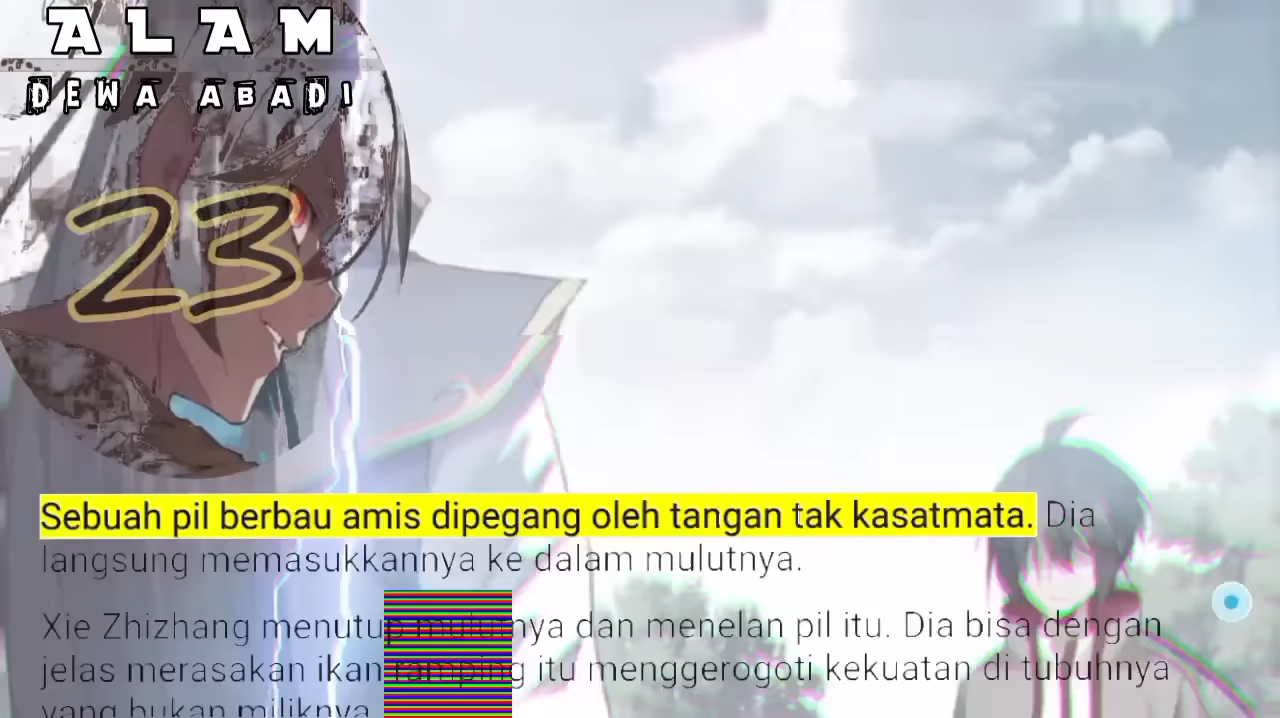 ALAM
DEWA ABADI
23
Sebuah pil berbau amis dipegang oleh tangan tak kasatmata. Dia
langsung memasukkannya ke dalam mulutnya.
Xie Zhizhang menutup mulutnya dan menelan pil itu. Dia bisa dengan
jelas merasakan ikan ramping itu menggerogoti kekuatan di tubuhnya
yang bukan miliknya.